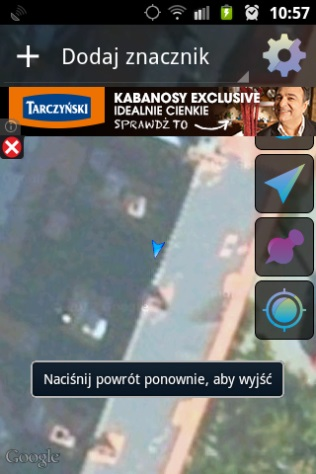 10:57
Dodaj znacznik
TARCZYŃSKI
KABANOSY EXCLUSIVE
IDEALNIE CIENKIE
SPRAWDŹ TO
Naciśnij powrót ponownie, aby wyjść
Google